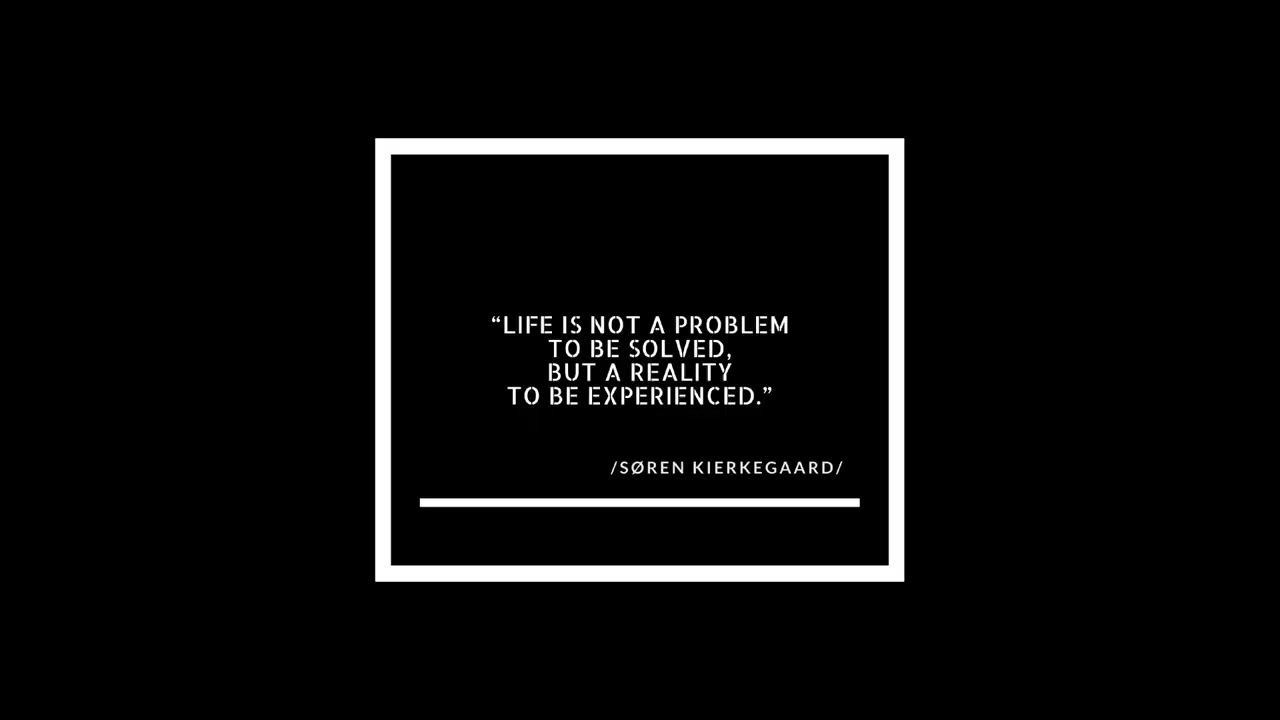 “LIFE IS NOT A PROBLEM
TO BE SOLVED,
BUT A REALITY
TO BE EXPERIENCED.”
/SØREN KIERKEGAARD/